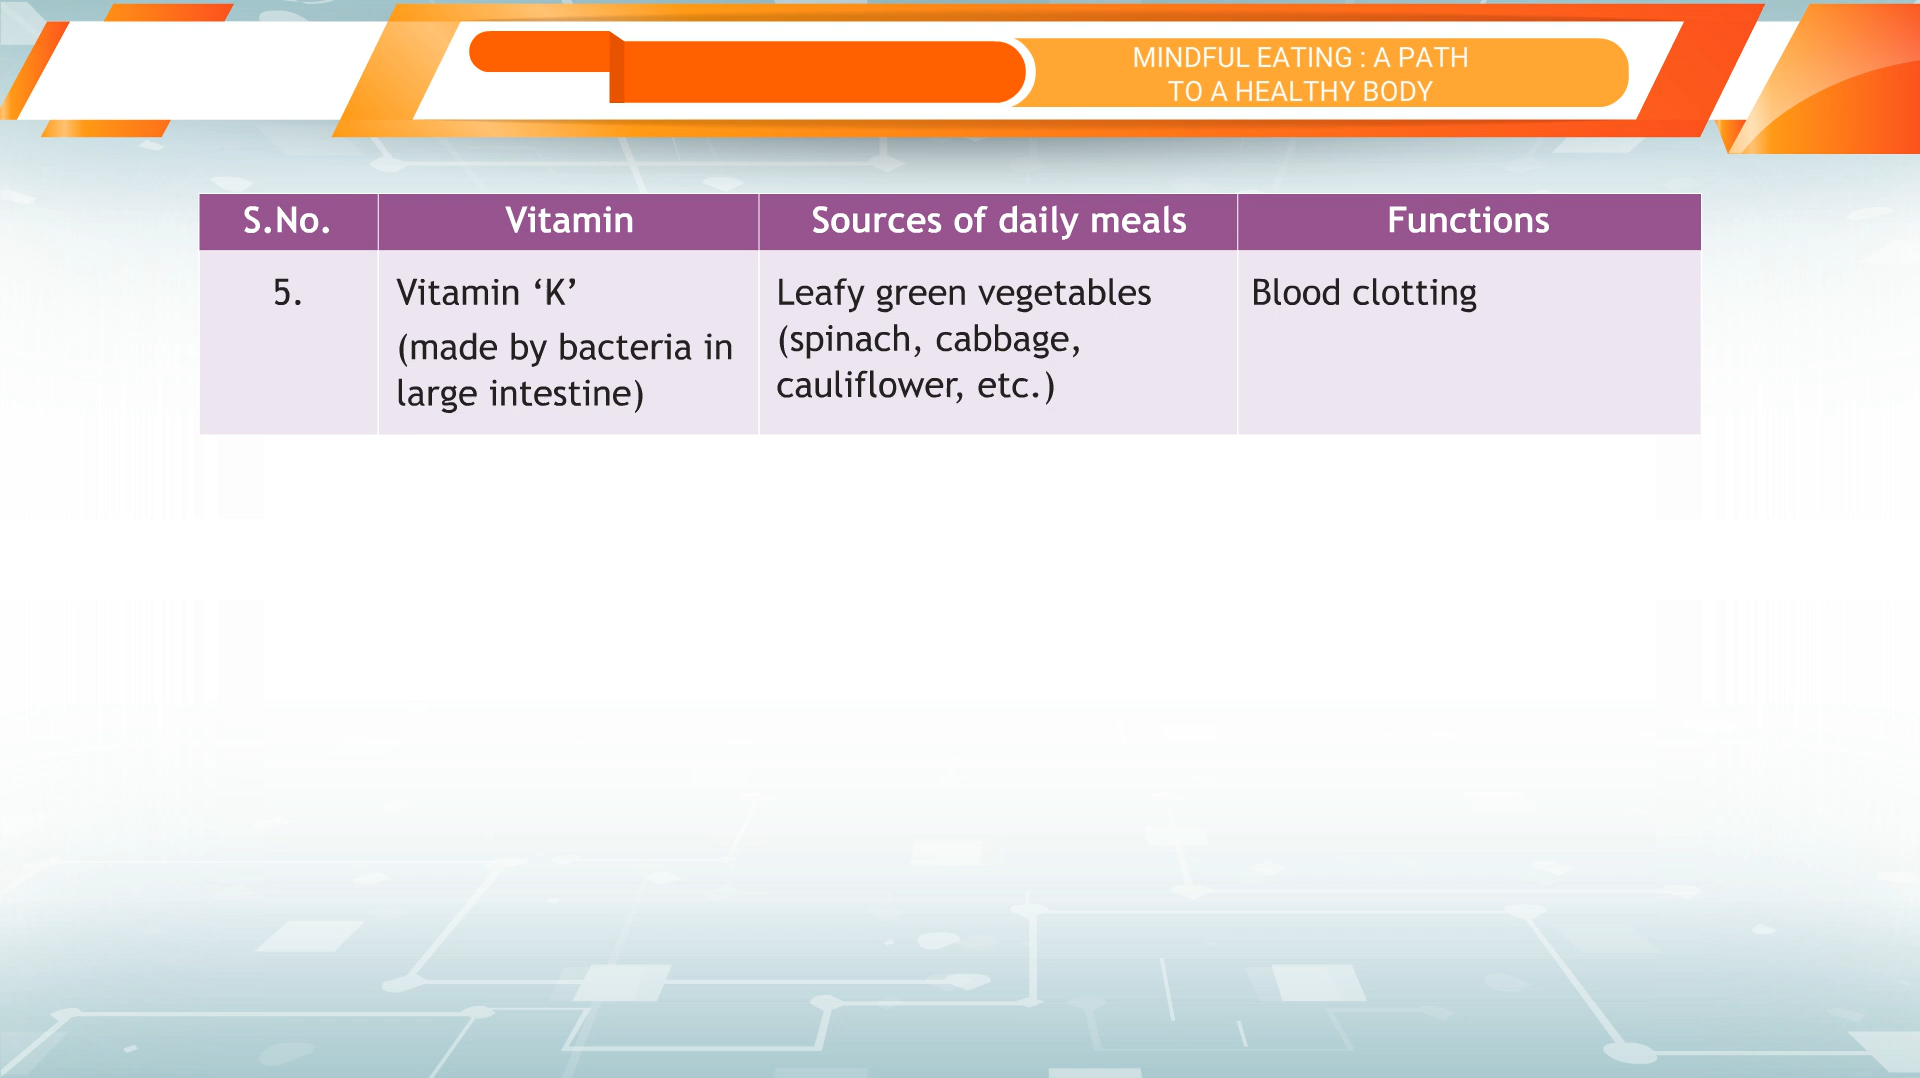 MINDFUL EATING : A PATH
TO A HEALTHY BODY
S.No. Vitamin Sources of daily meals Functions
5. Vitamin ‘K’ Leafy green vegetables Blood clotting
(made by bacteria in (spinach, cabbage,
large intestine) cauliflower, etc.)